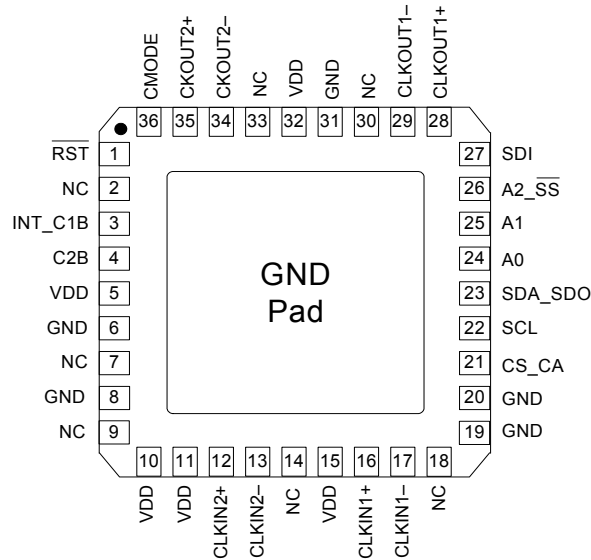 CMODE
CKOUT2+
CKOUT2–
NC
VDD
GND
NC
CLKOUT1–
CLKOUT1+
36 35 34 33 32 31 30 29 28
R̅S̅T̅ 1
NC 2
INT_C1B 3
C2B 4
VDD 5
GND 6
NC 7
GND 8
NC 9
GND
Pad
27 SDI
26 A2_S̅S̅
25 A1
24 A0
23 SDA_SDO
22 SCL
21 CS_CA
20 GND
19 GND
10 11 12 13 14 15 16 17 18
VDD
VDD
CLKIN2+
CLKIN2–
NC
VDD
CLKIN1+
CLKIN1–
NC